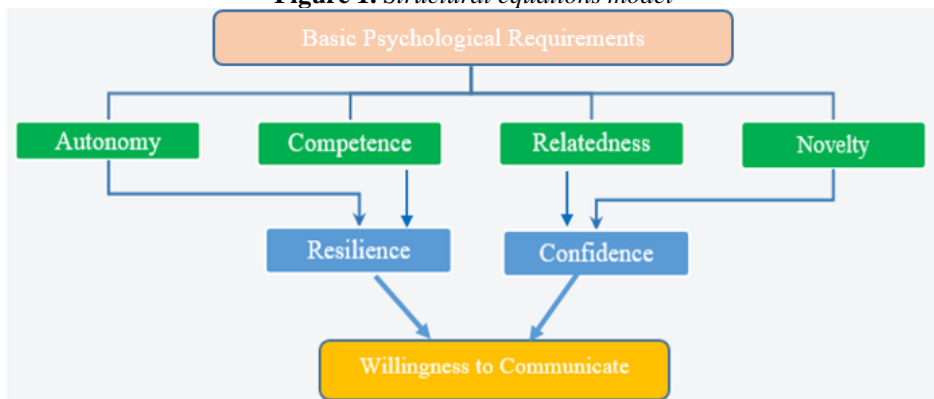 Figure 1. Structural equations model
Basic Psychological Requirements
Autonomy
Competence
Relatedness
Novelty
Resilience
Confidence
Willingness to Communicate